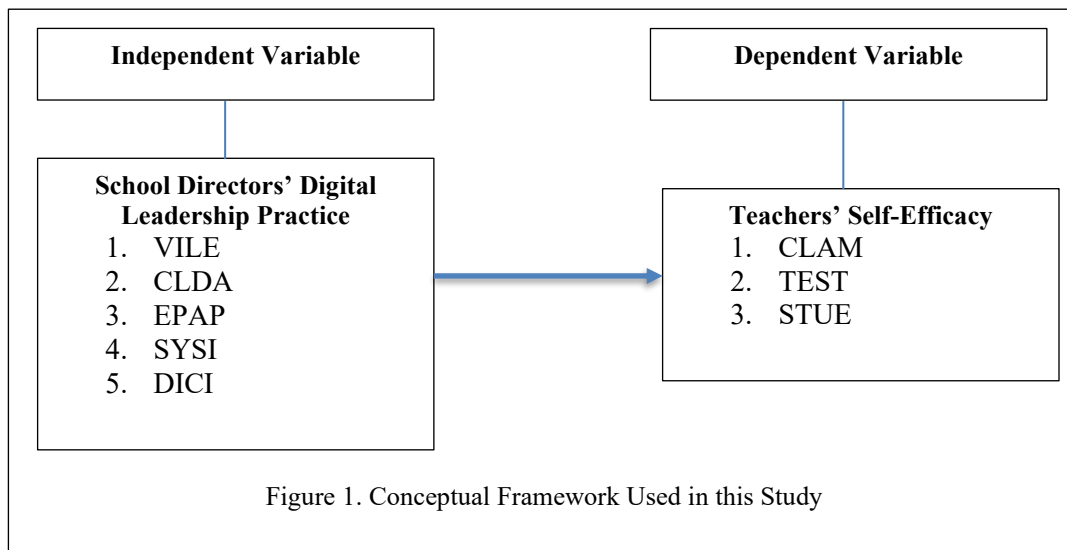 Independent Variable
Dependent Variable
School Directors’ Digital
Leadership Practice
1. VILE
2. CLDA
3. EPAP
4. SYSI
5. DICI
Teachers’ Self-Efficacy
1. CLAM
2. TEST
3. STUE
Figure 1. Conceptual Framework Used in this Study